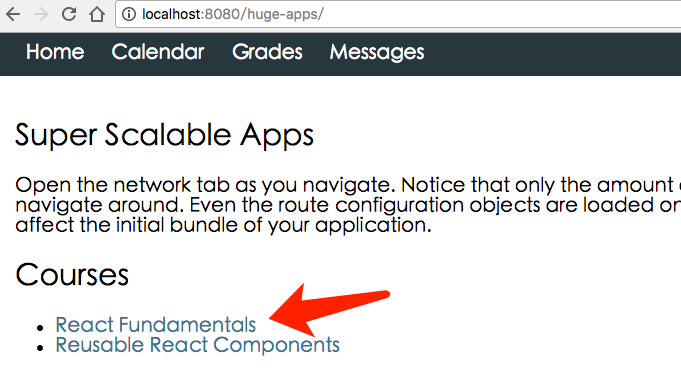 localhost:8080/huge-apps/
Home Calendar Grades Messages
Super Scalable Apps
Open the network tab as you navigate. Notice that only the amount
navigate around. Even the route configuration objects are loaded on
affect the initial bundle of your application.
Courses
React Fundamentals
Reusable React Components